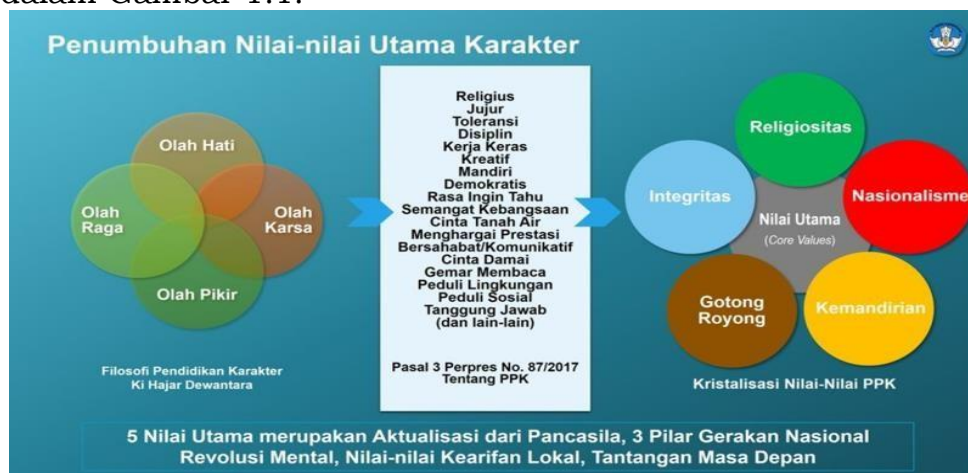 dalam Gambar 1.1.
Penumbuhan Nilai-nilai Utama Karakter
Olah Hati
Olah
Raga
Olah
Karsa
Olah Pikir
Filosofi Pendidikan Karakter
Ki Hajar Dewantara
Religius
Jujur
Toleransi
Disiplin
Kerja Keras
Kreatif
Mandiri
Demokratis
Rasa Ingin Tahu
Semangat Kebangsaan
Cinta Tanah Air
Menghargai Prestasi
Bersahabat/Komunikatif
Cinta Damai
Gemar Membaca
Peduli Lingkungan
Peduli Sosial
Tanggung Jawab
(dan lain-lain)
Pasal 3 Perpres No. 87/2017
Tentang PPK
Religiositas
Integritas
Nasionalisme
Nilai Utama
(Core Values)
Gotong
Royong
Kemandirian
Kristalisasi Nilai-Nilai PPK
5 Nilai Utama merupakan Aktualisasi dari Pancasila, 3 Pilar Gerakan Nasional
Revolusi Mental, Nilai-nilai Kearifan Lokal, Tantangan Masa Depan